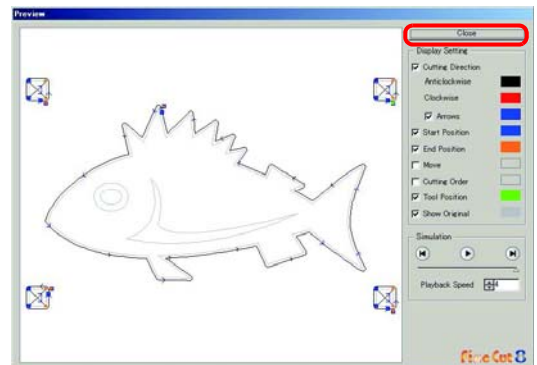 Preview
Close
Display Setting
Cutting Direction
Anticlockwise
Clockwise
Arrows
Start Position
End Position
Move
Cutting Order
Tool Position
Show Original
Simulation
Playback Speed 4
Fine Cut 8